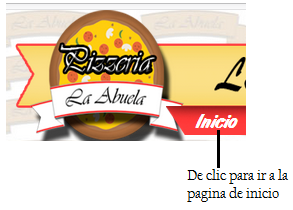 Pizzeria
La Abuela
Inicio
De clic para ir a la
pagina de inicio